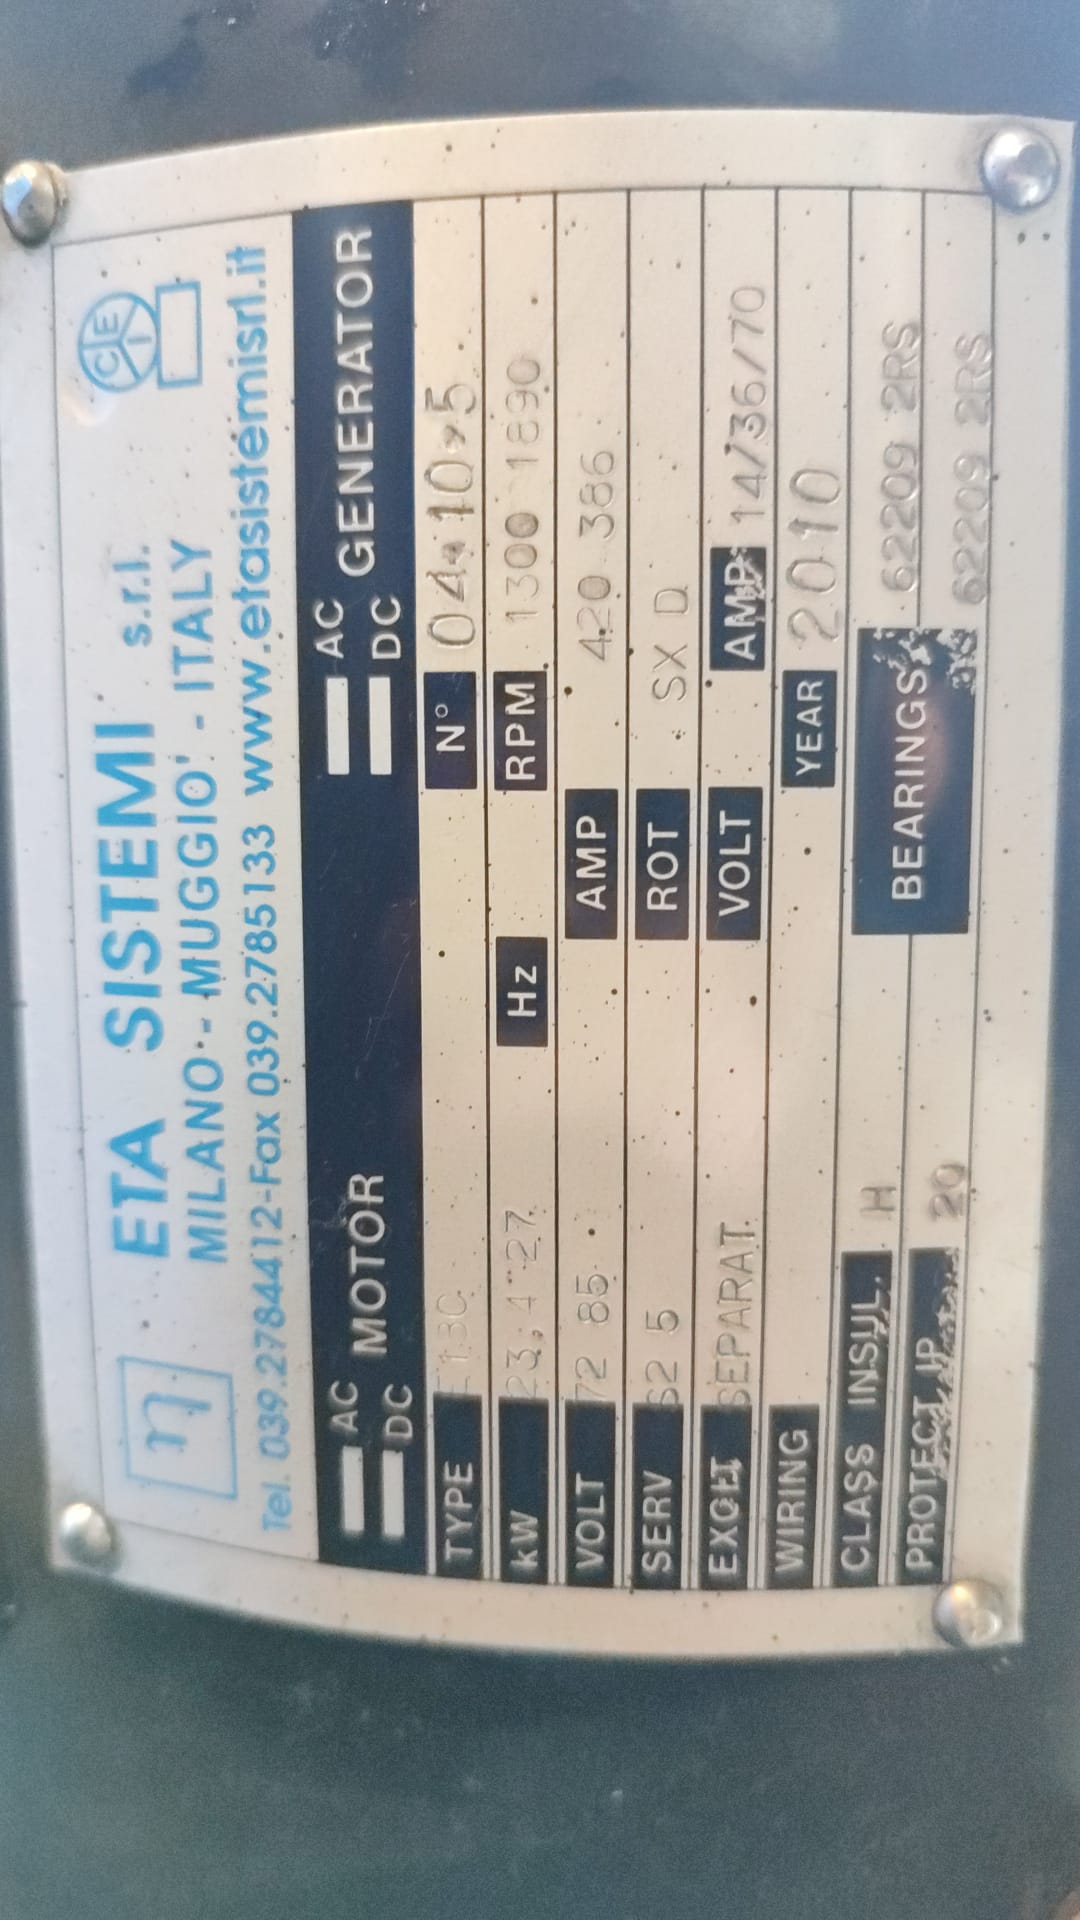 η ETA SISTEMI s.r.l. CEI
MILANO - MUGGIO' - ITALY
Tel. 039.2784412-Fax 039.2785133 www.etasistemisrl.it
AC AC
DC MOTOR DC GENERATOR
TYPE 13C N° 04.10.5
kW 23,4 27 Hz RPM 1300 1890
VOLT 72 85 AMP 420 386
SERV S2 5 ROT SX D
EXCIT SEPARAT. VOLT AMP 14/36/70
WIRING YEAR 2010
CLASS INSUL. H BEARINGS 62209 2RS
PROTECT IP 20 62209 2RS